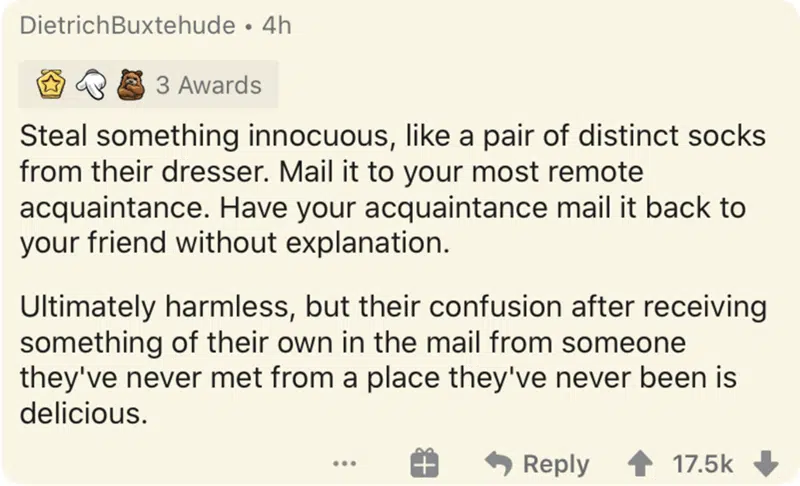 DietrichBuxtehude • 4h
3 Awards
Steal something innocuous, like a pair of distinct socks
from their dresser. Mail it to your most remote
acquaintance. Have your acquaintance mail it back to
your friend without explanation.
Ultimately harmless, but their confusion after receiving
something of their own in the mail from someone
they've never met from a place they've never been is
delicious.
Reply 17.5k